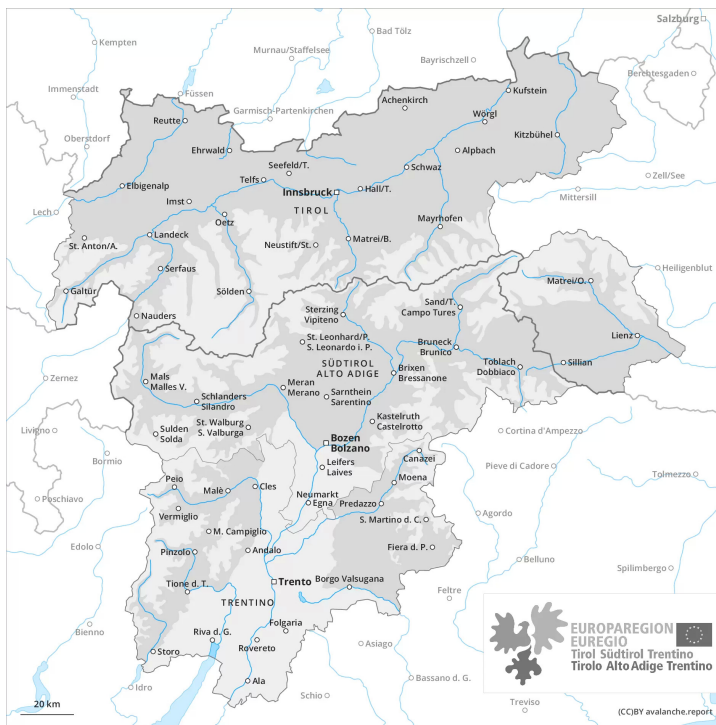 Salzburg
Kempten
Bad Tölz
Murnau/Staffelsee
Bayrischzell
Berchtesgaden
Immenstadt
Füssen
Kufstein
Achenkirch
Garmisch-Partenkirchen
Reutte
Wörgl
Oberstdorf
Kitzbühel
Ehrwald
Alpbach
Seefeld/T.
Schwaz
Telfs
Zell/See
Elbigenalp
Innsbruck
Hall/T.
Mittersill
Imst
TIROL
Lech
Oetz
Mayrhofen
Landeck
St. Anton/A.
Neustift/St.
Matrei/B.
Serfaus
Heiligenblut
Matrei/O.
Galtür
Sölden
Sand/T.
Campo Tures
Nauders
Sterzing
Vipiteno
Lienz
St. Leonhard/P.
S. Leonardo i. P.
Bruneck
Brunico
SÜDTIROL
ALTO ADIGE
Toblach
Dobbiaco
Sillian
Brixen
Bressanone
Zernez
Mals
Malles V.
Meran
Merano
Sarnthein
Sarentino
Schlanders
Silandro
Kastelruth
Castelrotto
St. Walburg
S. Valburga
Sulden
Solda
Livigno
Cortina d'Ampezzo
Bozen
Bolzano
Bormio
Canazei
Leifers
Laives
Pieve di Cadore
Tolmezzo
Peio
Moena
Poschiavo
Malè
Cles
Neumarkt
Egna
Predazzo
Vermiglio
Agordo
S. Martino d. C.
M. Campiglio
Edolo
Pinzolo
Andalo
Fiera d. P.
Belluno
Spilimbergo
Trento
Borgo Valsugana
Tione d. T.
Feltre
TRENTINO
Folgaria
Bienno
Riva d. G.
Rovereto
Asiago
Storo
Ala
Bassano d. G.
Idro
Schio
Treviso
EUROPAREGION
EUREGIO
Tirol Südtirol Trentino
Tirolo Alto Adige Trentino
20 km
(CC)BY avalanche.report